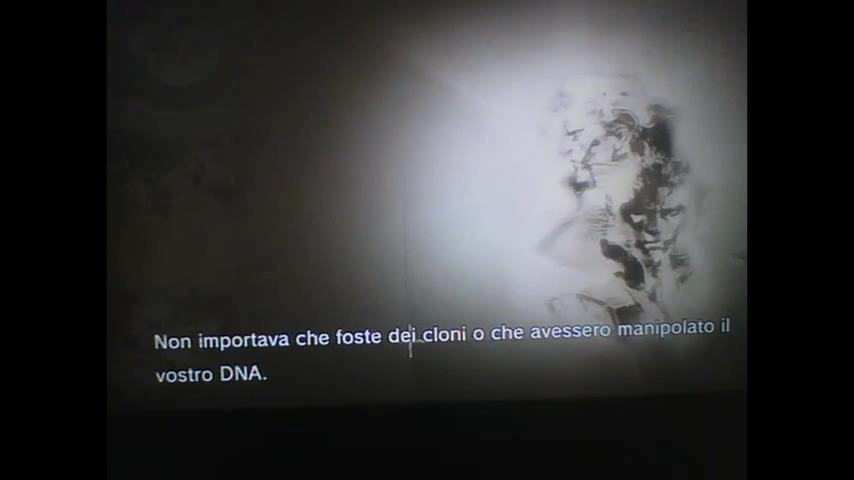 Non importava che foste dei cloni o che avessero manipolato il
vostro DNA.